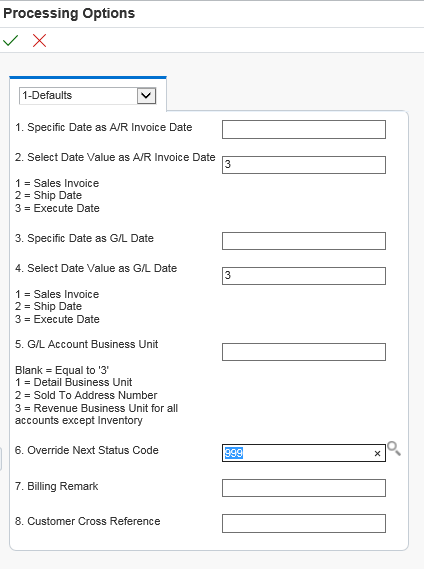 Processing Options
1-Defaults
1. Specific Date as A/R Invoice Date
2. Select Date Value as A/R Invoice Date 3
1 = Sales Invoice
2 = Ship Date
3 = Execute Date
3. Specific Date as G/L Date
4. Select Date Value as G/L Date 3
1 = Sales Invoice
2 = Ship Date
3 = Execute Date
5. G/L Account Business Unit
Blank = Equal to '3'
1 = Detail Business Unit
2 = Sold To Address Number
3 = Revenue Business Unit for all
accounts except Inventory
6. Override Next Status Code 999
7. Billing Remark
8. Customer Cross Reference